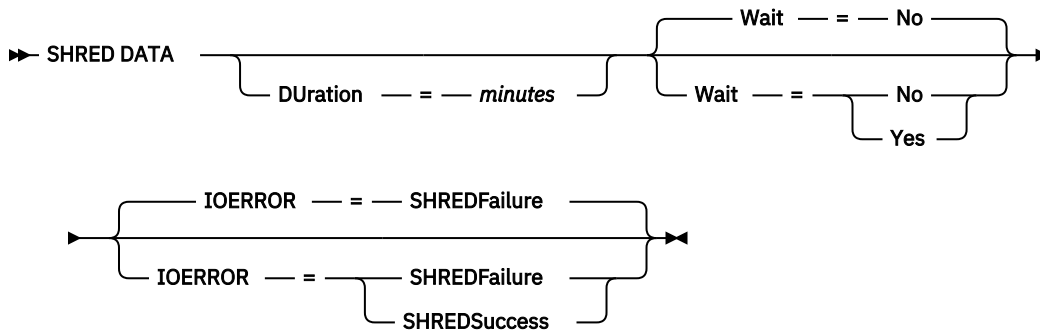 Wait = No
SHRED DATA
DUration = minutes Wait = No
Yes
IOERROR = SHREDFailure
IOERROR = SHREDFailure
SHREDSuccess